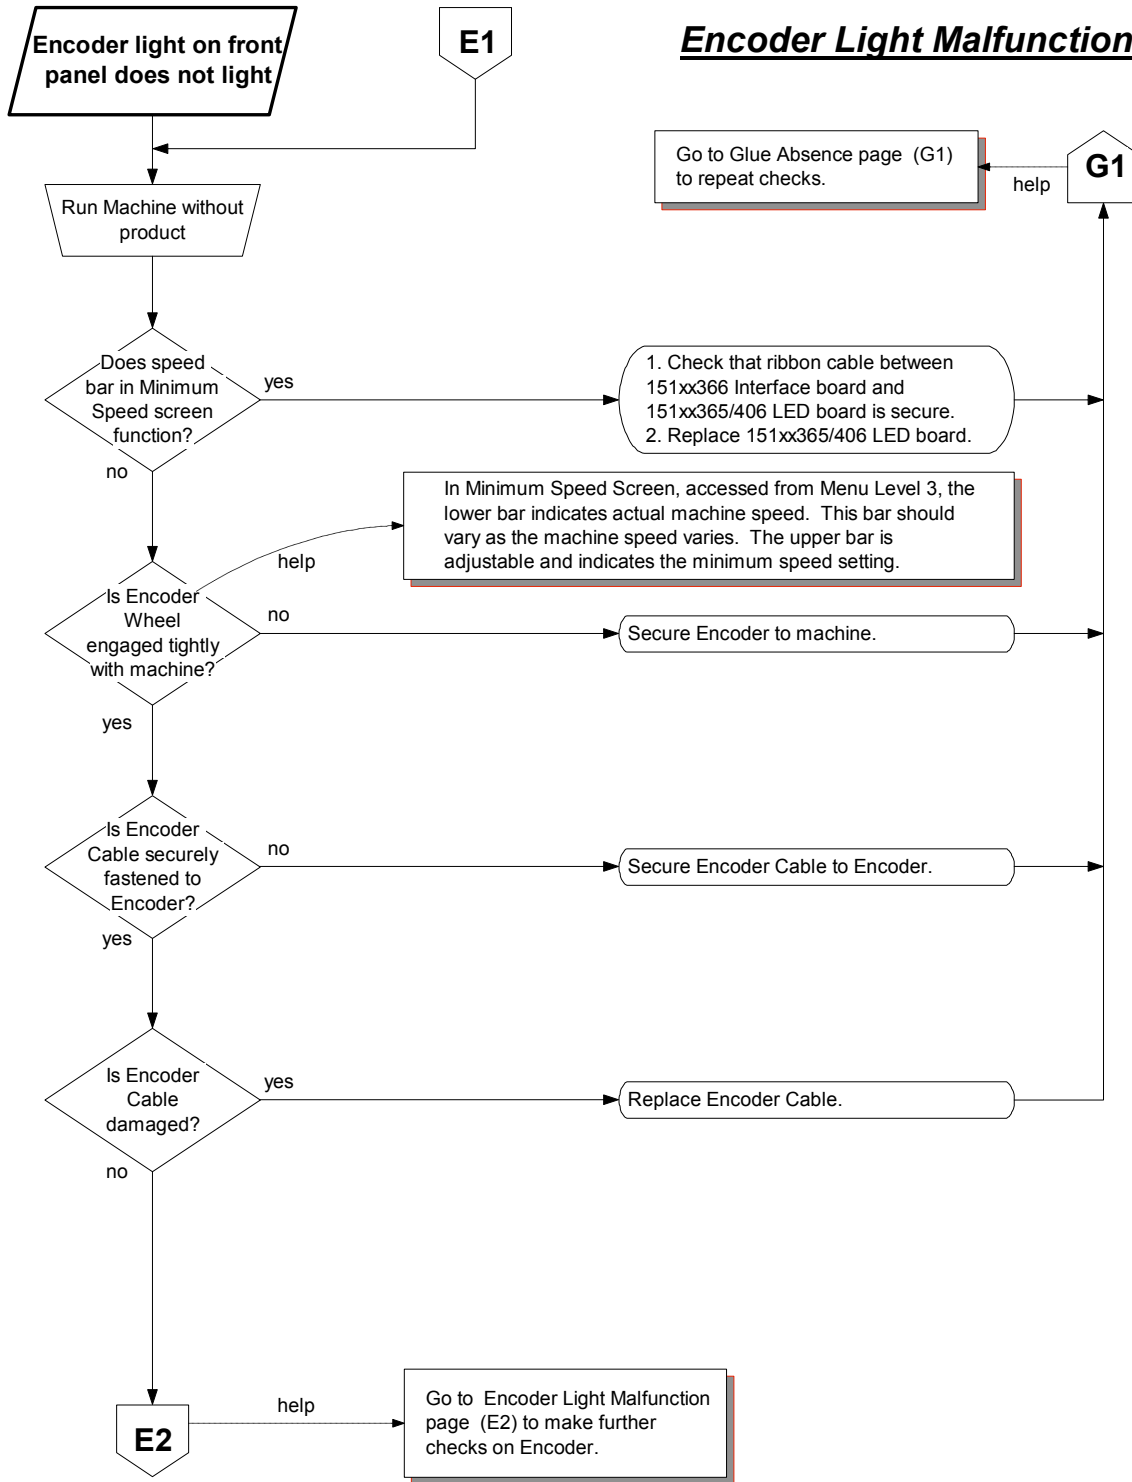 Encoder light on front
panel does not light
E1
Encoder Light Malfunction
Go to Glue Absence page (G1)
to repeat checks.
help
G1
Run Machine without
product
Does speed
bar in Minimum
Speed screen
function?
yes
no
1. Check that ribbon cable between
151xx366 Interface board and
151xx365/406 LED board is secure.
2. Replace 151xx365/406 LED board.
In Minimum Speed Screen, accessed from Menu Level 3, the
lower bar indicates actual machine speed. This bar should
vary as the machine speed varies. The upper bar is
adjustable and indicates the minimum speed setting.
help
Is Encoder
Wheel
engaged tightly
with machine?
no
yes
Secure Encoder to machine.
Is Encoder
Cable securely
fastened to
Encoder?
no
yes
Secure Encoder Cable to Encoder.
Is Encoder
Cable
damaged?
yes
no
Replace Encoder Cable.
E2
help
Go to Encoder Light Malfunction
page (E2) to make further
checks on Encoder.